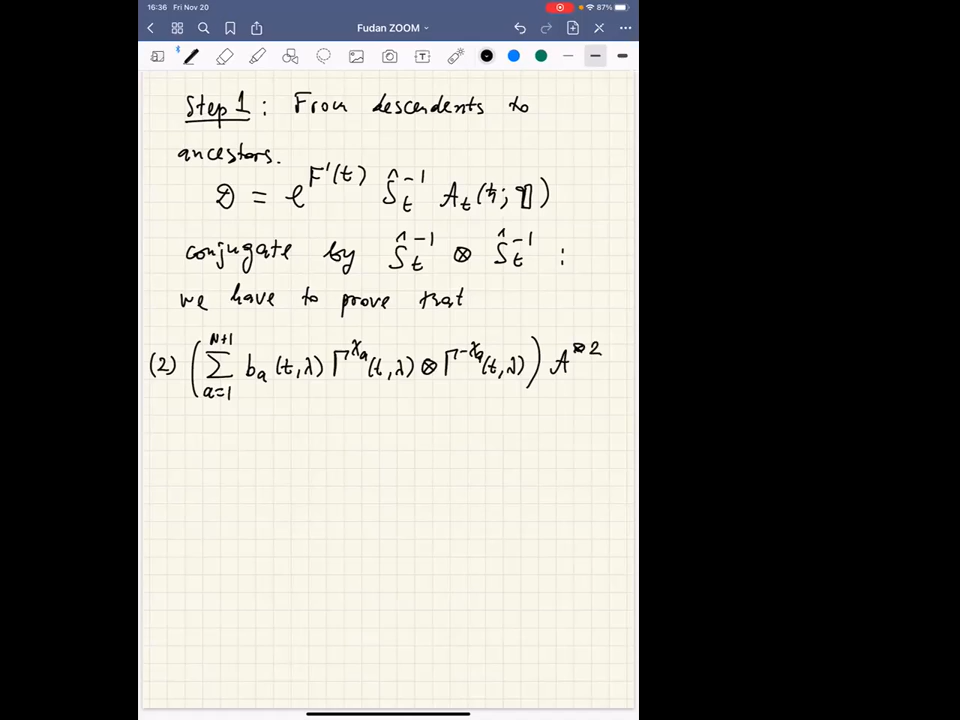 16:36 Fri Nov 20 87%
Fudan ZOOM
Step 1 : From descendents to
ancestors.
𝒟 = e^{F'(t)} Ŝ_t^{-1} 𝒜_t(ℏ; q)
conjugate by Ŝ_t^{-1} ⊗ Ŝ_t^{-1} :
we have to prove that
(2) ( ∑_{a=1}^{N+1} b_a(t,λ) Γ^{χ_a}(t,λ) ⊗ Γ^{-χ_a}(t,λ) ) 𝒜^{⊗2}